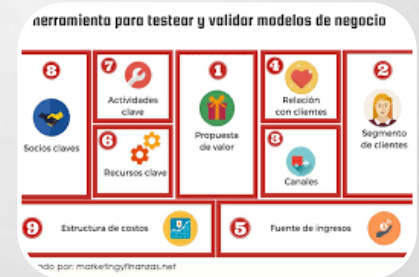 herramienta para testear y validar modelos de negocio
8
Socios claves
7
Actividades
clave
6
Recursos clave
1
Propuesta
de valor
4
Relación
con clientes
3
Canales
2
Segmento
de clientes
9
Estructura de costos
5
Fuente de ingresos
por: marketingyfinanzas.net